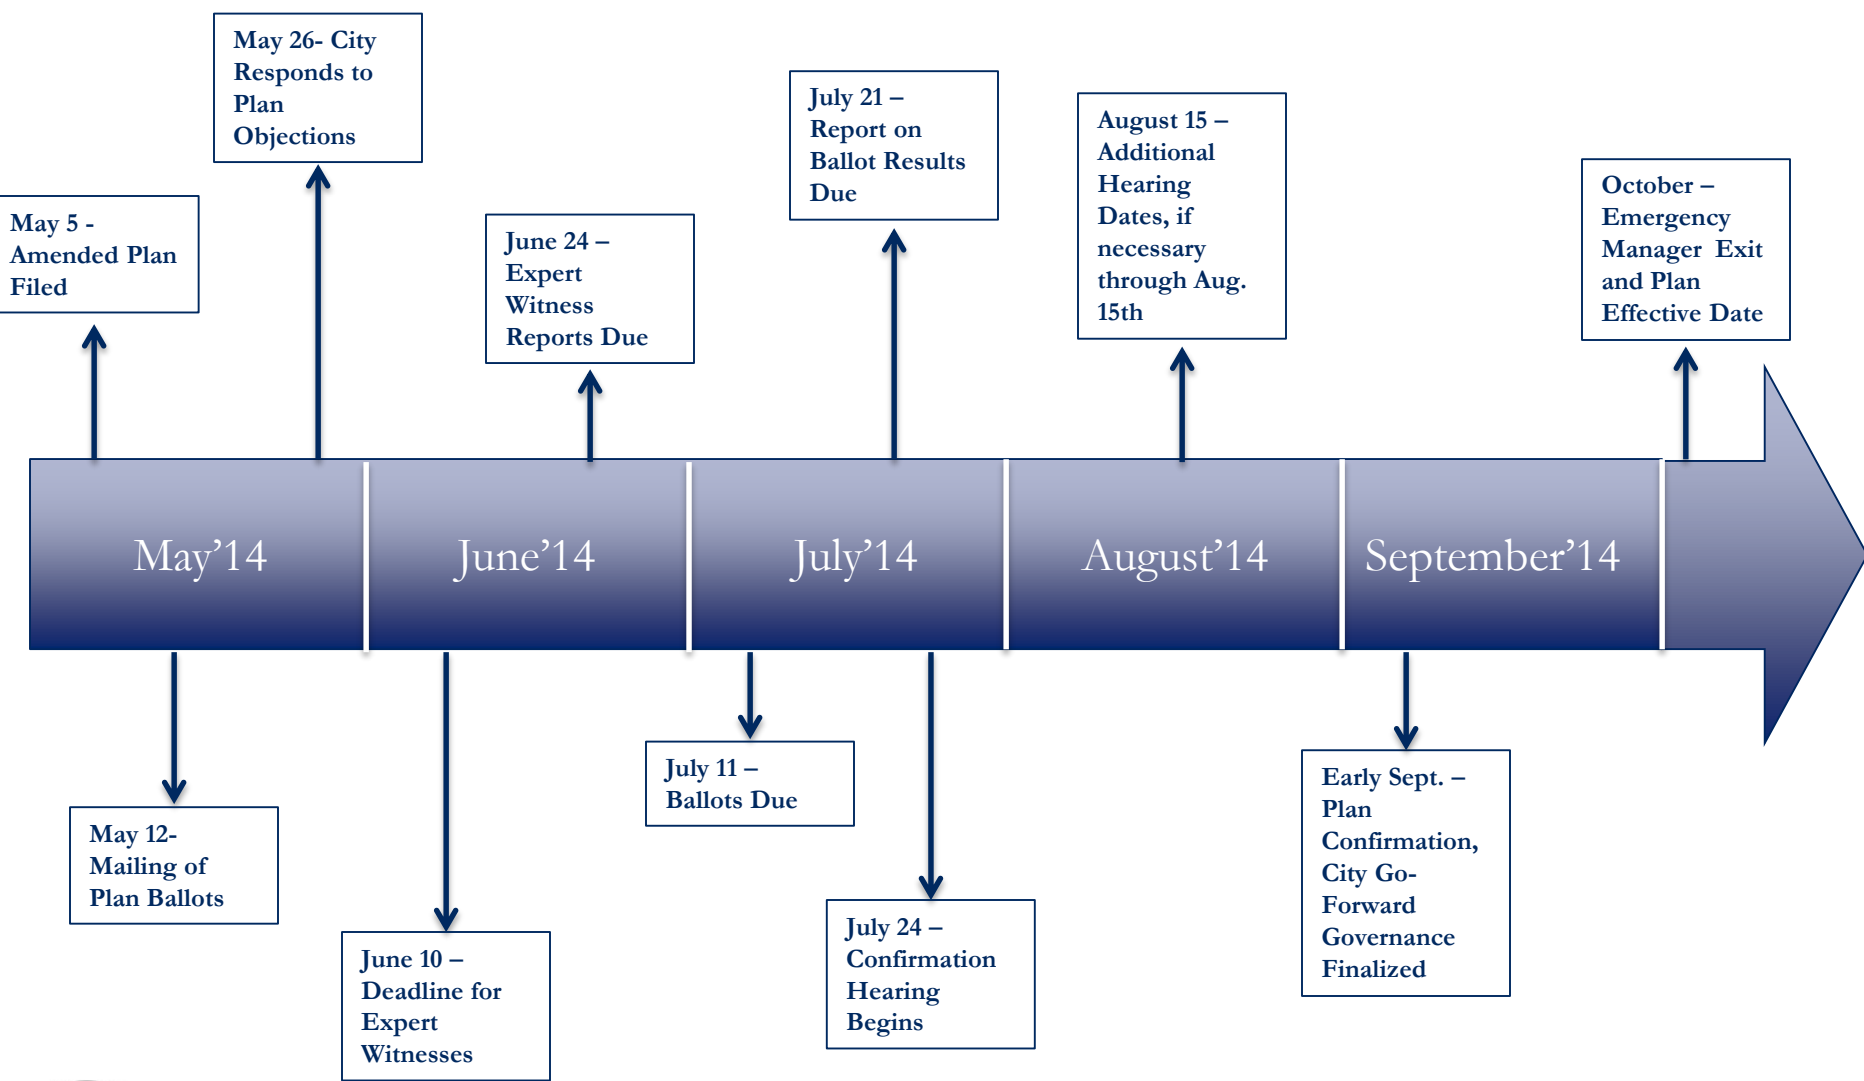 May 26- City
Responds to
Plan
Objections
May 5 -
Amended Plan
Filed
June 24 –
Expert
Witness
Reports Due
July 21 –
Report on
Ballot Results
Due
August 15 –
Additional
Hearing
Dates, if
necessary
through Aug.
15th
October –
Emergency
Manager Exit
and Plan
Effective Date
May’14
June’14
July’14
August’14
September’14
May 12-
Mailing of
Plan Ballots
June 10 –
Deadline for
Expert
Witnesses
July 11 –
Ballots Due
July 24 –
Confirmation
Hearing
Begins
Early Sept. –
Plan
Confirmation,
City Go-
Forward
Governance
Finalized